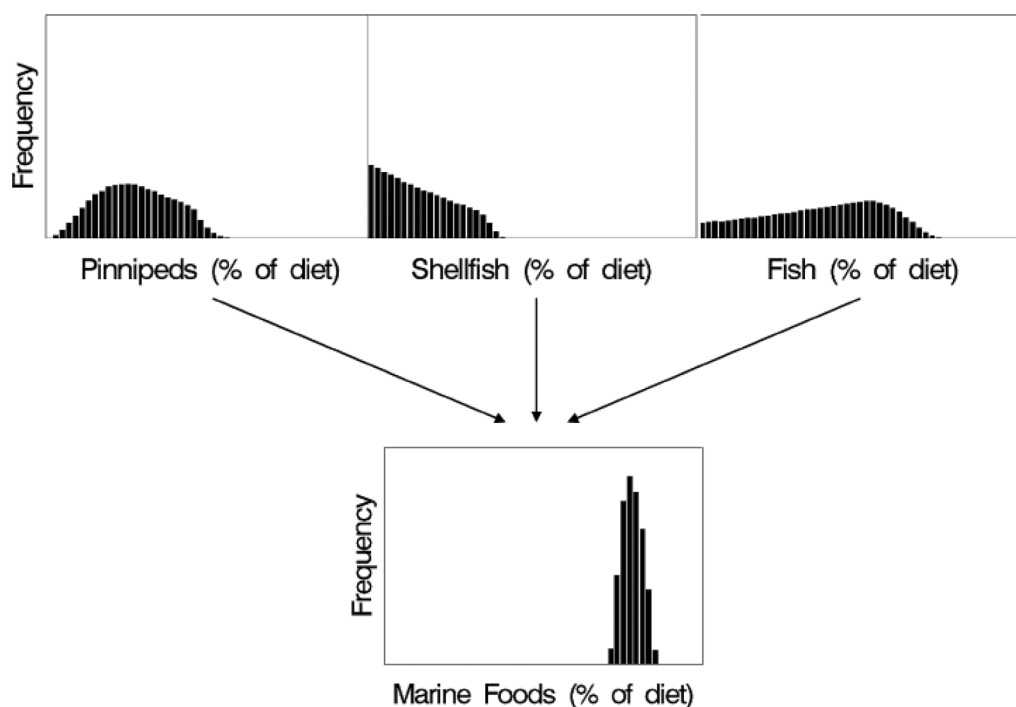 Frequency
Pinnipeds (% of diet)
Shellfish (% of diet)
Fish (% of diet)
Frequency
Marine Foods (% of diet)